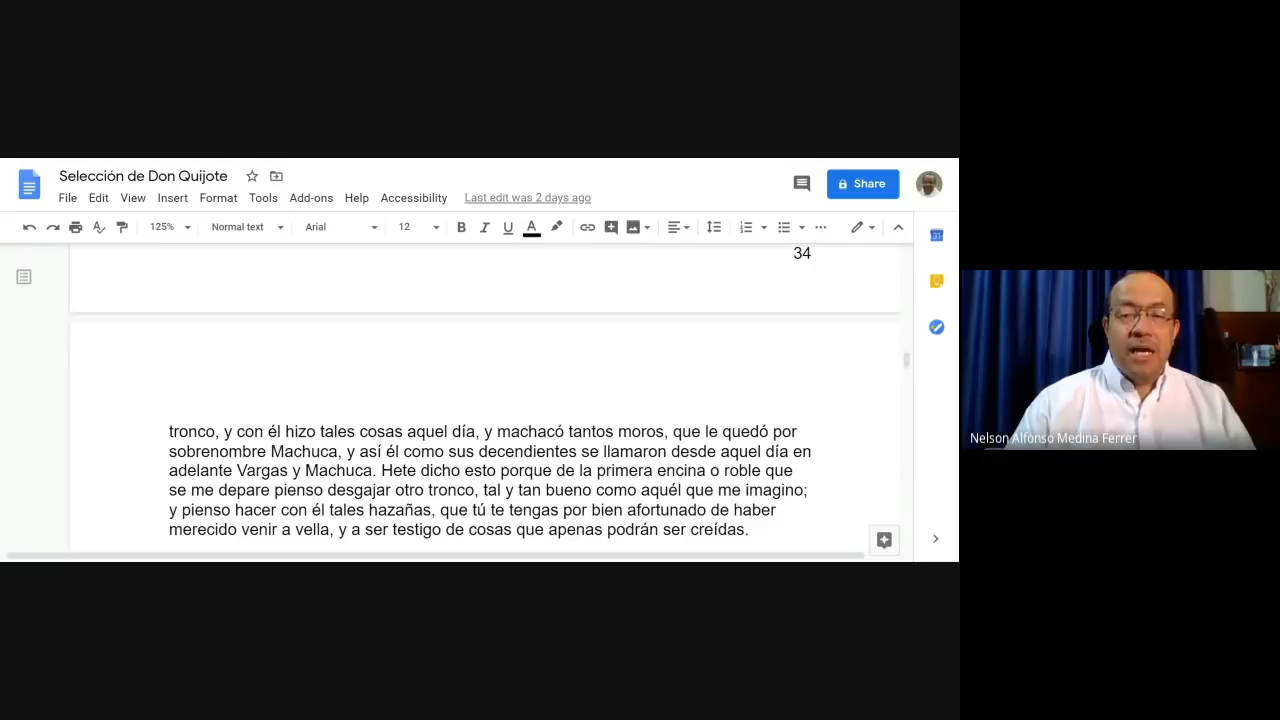 Selección de Don Quijote
File Edit View Insert Format Tools Add-ons Help Accessibility Last edit was 2 days ago
Share
125% Normal text Arial 12 B I U A
31
34
tronco, y con él hizo tales cosas aquel día, y machacó tantos moros, que le quedó por
sobrenombre Machuca, y así él como sus decendientes se llamaron desde aquel día en
adelante Vargas y Machuca. Hete dicho esto porque de la primera encina o roble que
se me depare pienso desgajar otro tronco, tal y tan bueno como aquél que me imagino;
y pienso hacer con él tales hazañas, que tú te tengas por bien afortunado de haber
merecido venir a vella, y a ser testigo de cosas que apenas podrán ser creídas.
Nelson Alfonso Medina Ferrer